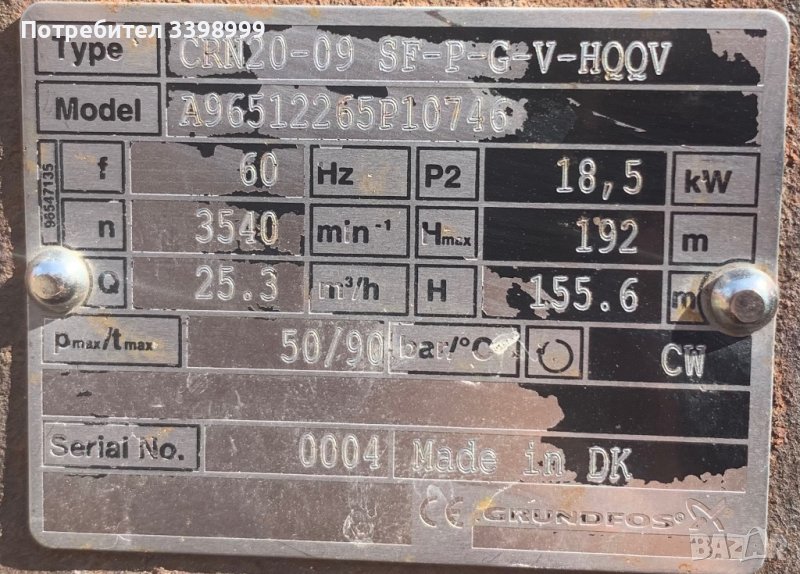 Потребител 3398999
Type CRN20-09 SF-P-G-V-HQQV
Model A96512265P10746
96547135
f 60 Hz P2 18,5 kW
n 3540 min⁻¹ Hmax 192 m
Q 25.3 m³/h H 155.6 m
pmax/tmax 50/90 bar/°C CW
Serial No. 0004 Made in DK
CE GRUNDFOS
BAZAR